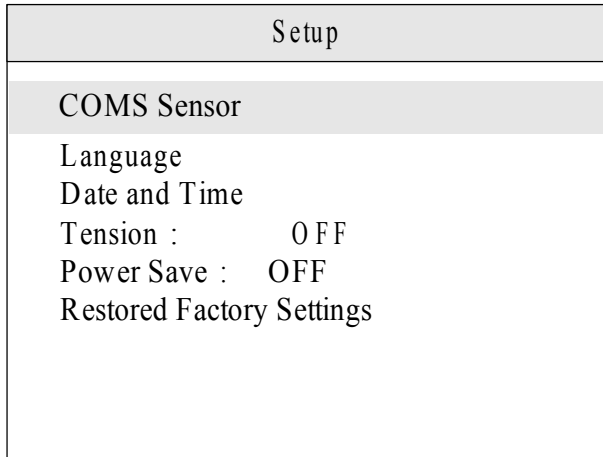 Setup
COMS Sensor
Language
Date and Time
Tension : OFF
Power Save : OFF
Restored Factory Settings